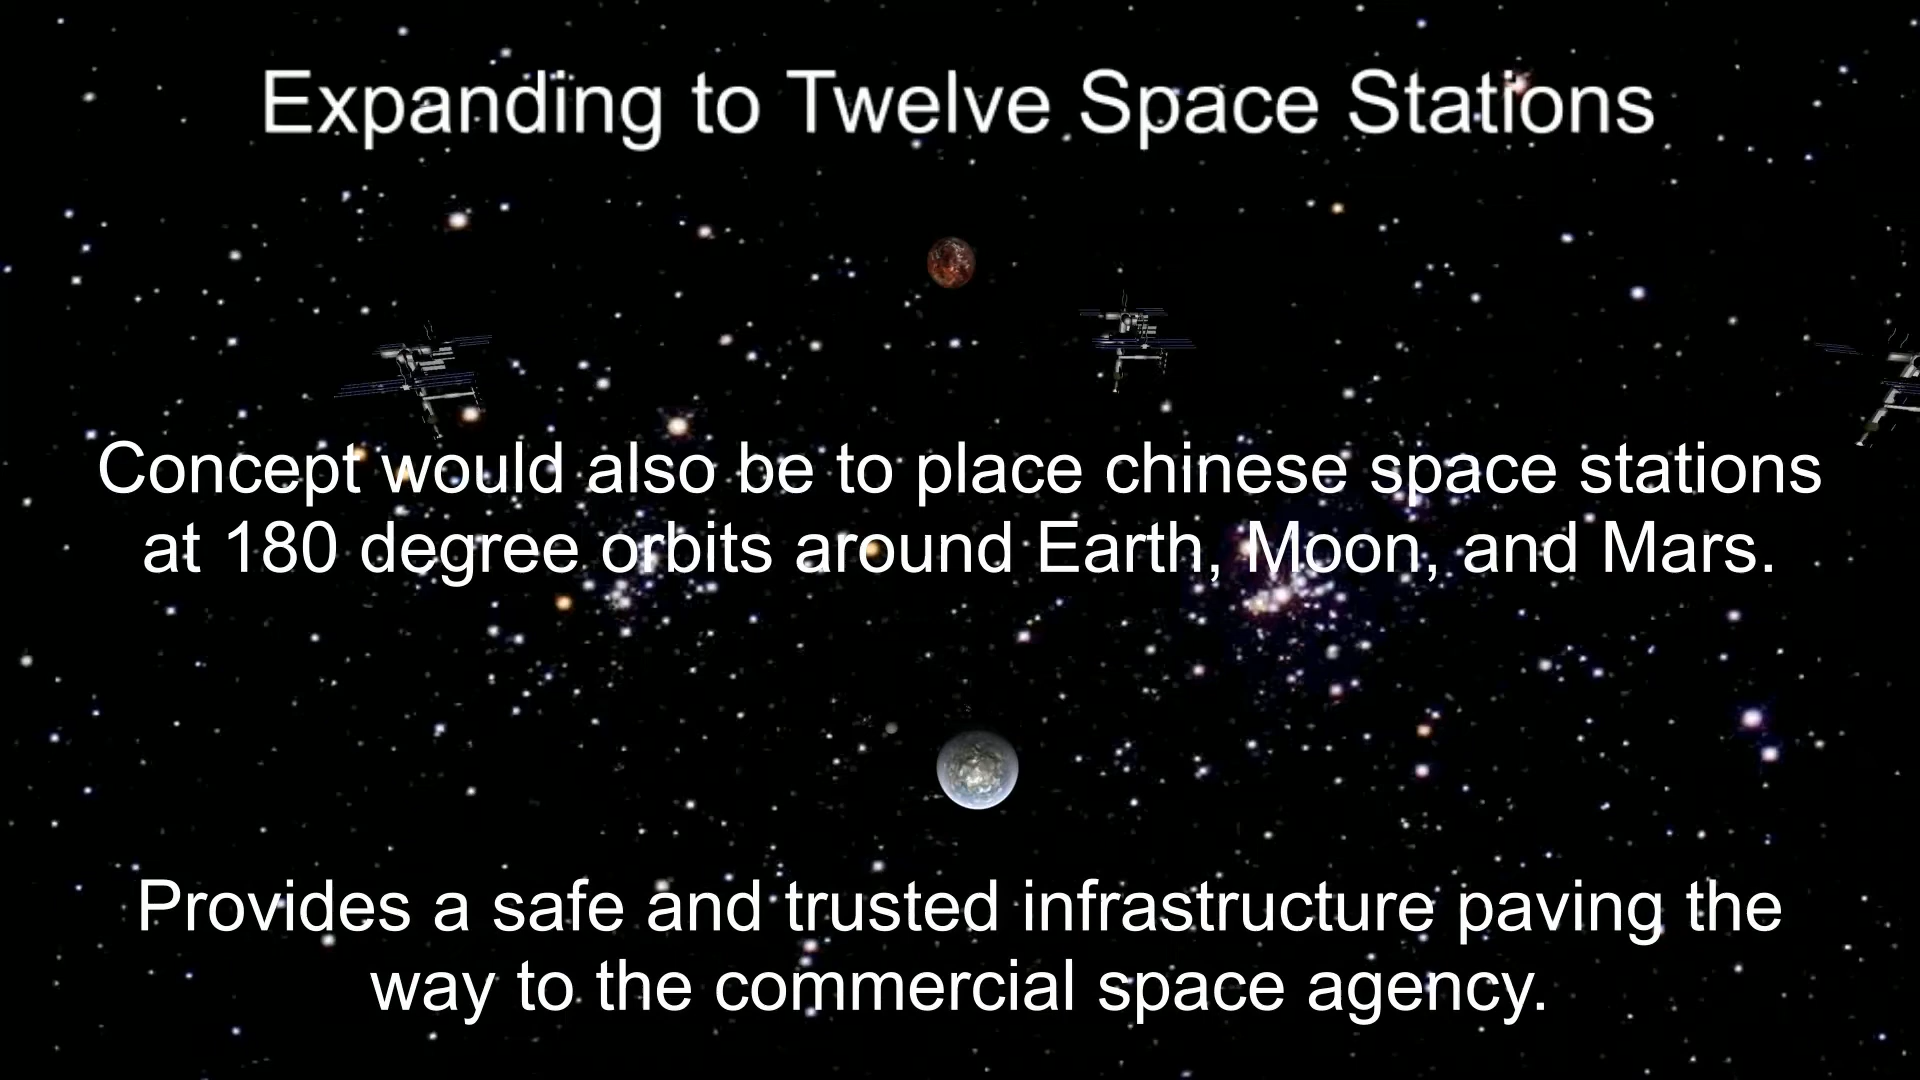 Expanding to Twelve Space Stations
Concept would also be to place chinese space stations
at 180 degree orbits around Earth, Moon, and Mars.
Provides a safe and trusted infrastructure paving the
way to the commercial space agency.